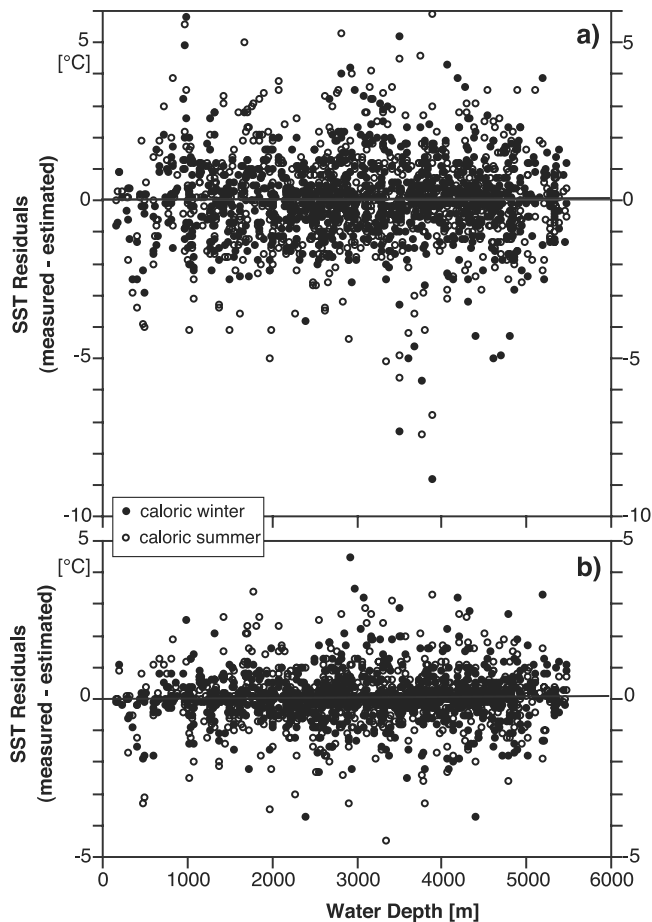 a)
5
[°C]
0
-5
-10
5
0
-5
-10
SST Residuals
(measured - estimated)
caloric winter
caloric summer
b)
5
[°C]
0
-5
5
0
-5
SST Residuals
(measured - estimated)
0 1000 2000 3000 4000 5000 6000
Water Depth [m]